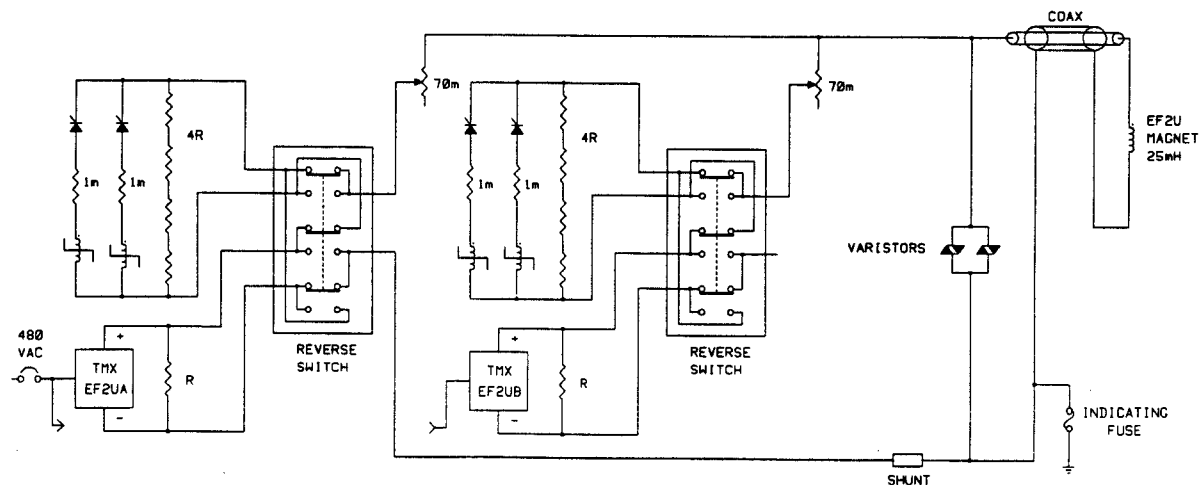 COAX
70m
70m
4R
4R
1m
1m
1m
1m
EF2U
MAGNET
25mH
VARISTORS
480
VAC
+
TMX
EF2UA
-
R
REVERSE
SWITCH
+
TMX
EF2UB
-
R
REVERSE
SWITCH
INDICATING
FUSE
SHUNT